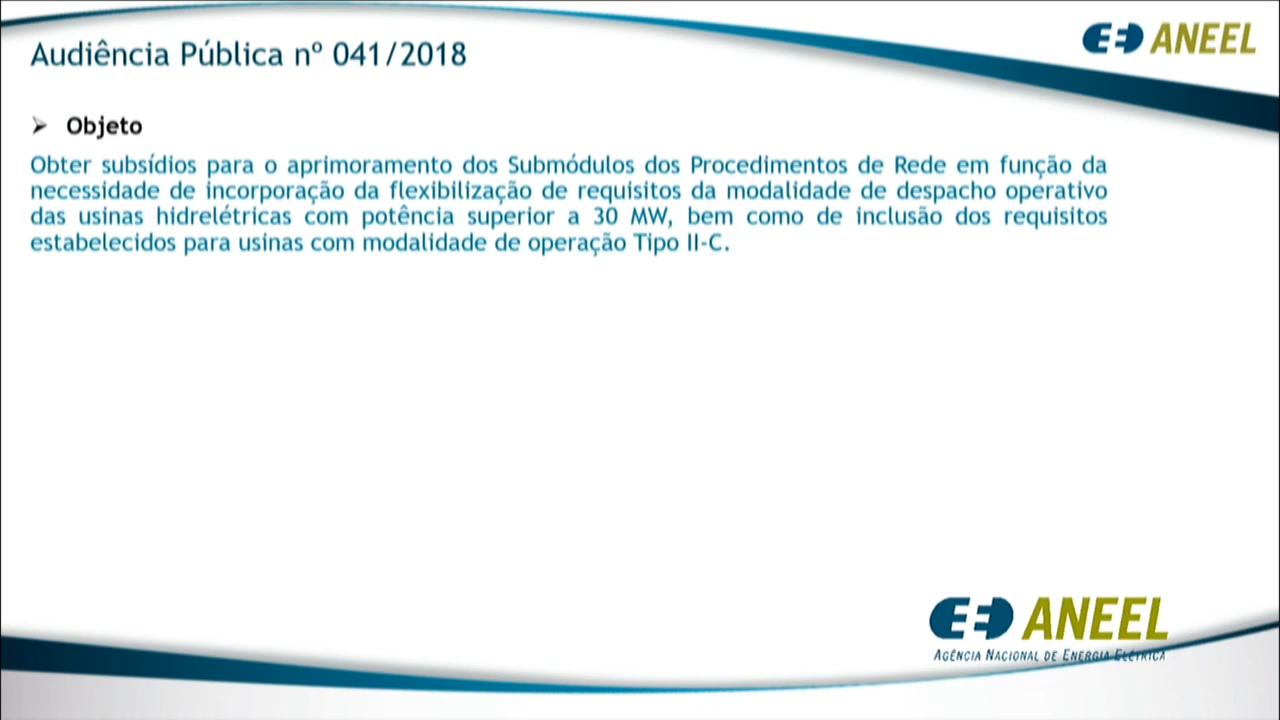 Audiência Pública nº 041/2018
ANEEL
Objeto
Obter subsídios para o aprimoramento dos Submódulos dos Procedimentos de Rede em função da
necessidade de incorporação da flexibilização de requisitos da modalidade de despacho operativo
das usinas hidrelétricas com potência superior a 30 MW, bem como de inclusão dos requisitos
estabelecidos para usinas com modalidade de operação Tipo II-C.
ANEEL
AGÊNCIA NACIONAL DE ENERGIA ELÉTRICA